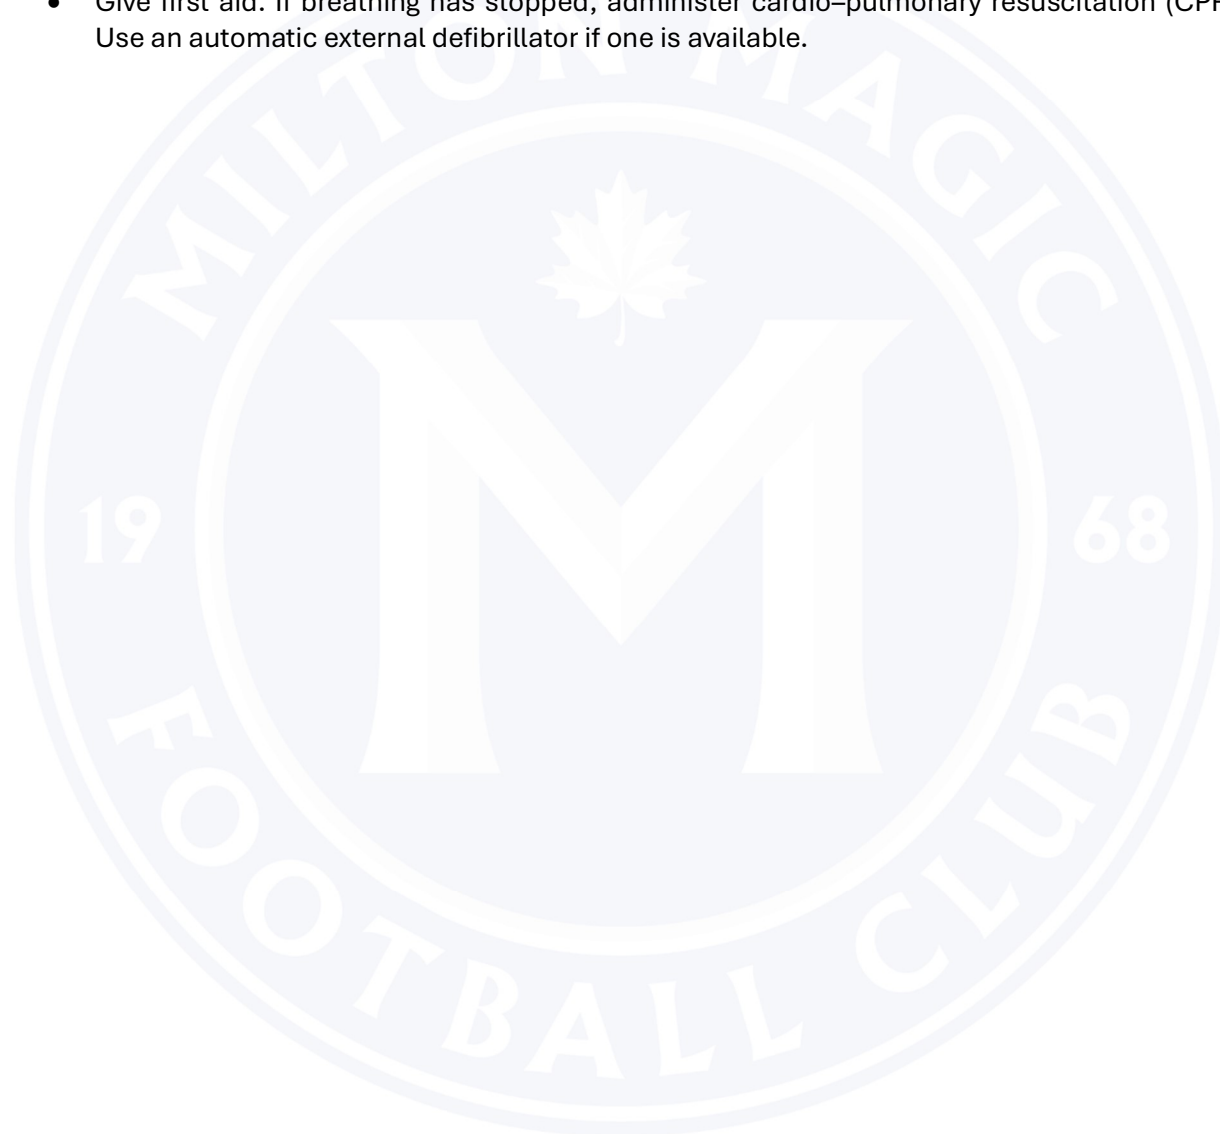 • Give first aid. If breathing has stopped, administer cardio–pulmonary resuscitation (CPR
Use an automatic external defibrillator if one is available.
MILTON MAGIC
19 68
FOOTBALL CLUB